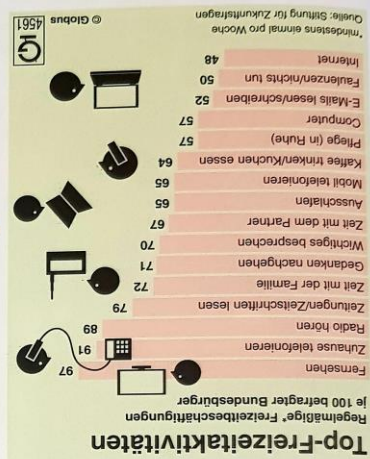 Top-Freizeitaktivitäten
Regelmäßige* Freizeitbeschäftigungen
je 100 befragter Bundesbürger
Fernsehen 97
Zuhause telefonieren 91
Radio hören 89
Zeitungen/Zeitschriften lesen 79
Zeit mit der Familie 72
Gedanken nachgehen 71
Wichtiges besprechen 70
Zeit mit dem Partner 67
Ausschlafen 65
Mobil telefonieren 65
Kaffee trinken/Kuchen essen 64
Pflege (in Ruhe) 57
Computer 57
E-Mails lesen/schreiben 52
Faulenzen/nichts tun 50
Internet 48
*mindestens einmal pro Woche
Quelle: Stiftung für Zukunftsfragen
© Globus
4561